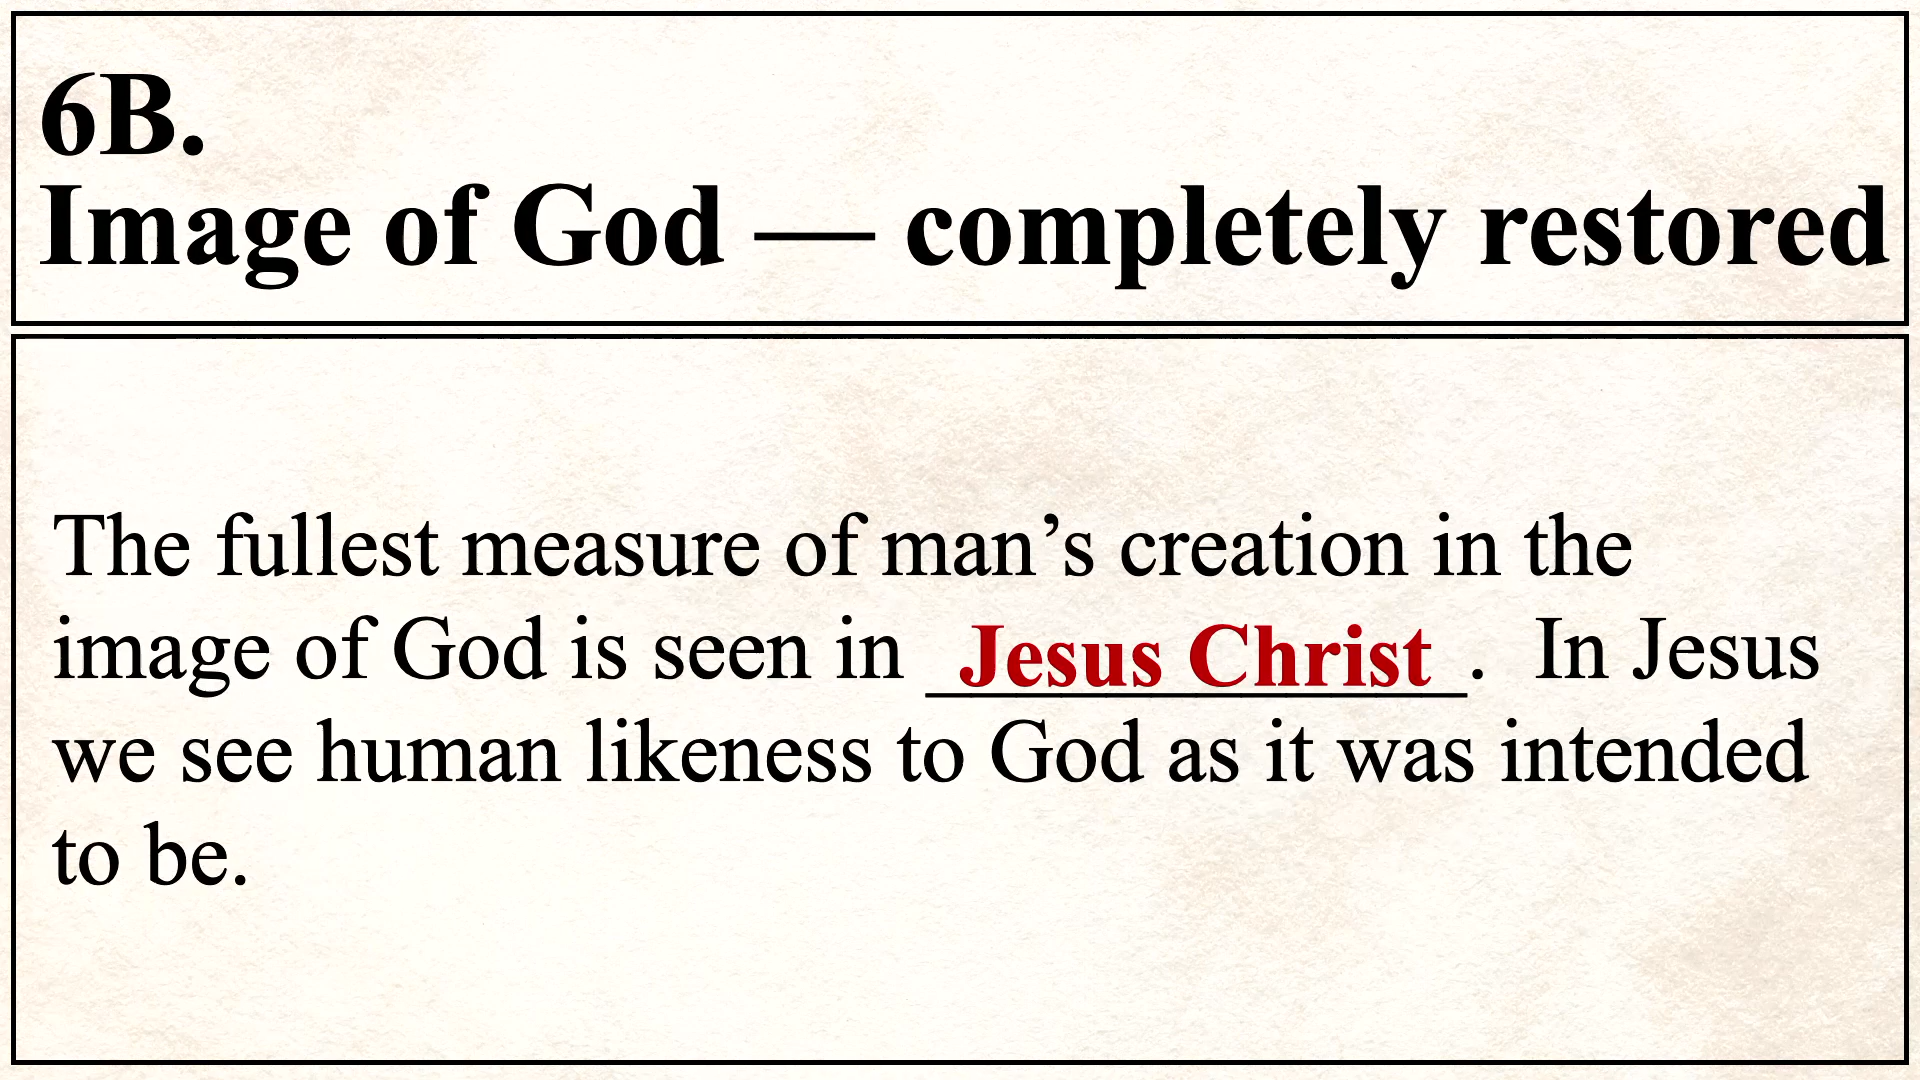 6B.
Image of God — completely restored
The fullest measure of man’s creation in the
image of God is seen in Jesus Christ.  In Jesus
we see human likeness to God as it was intended
to be.